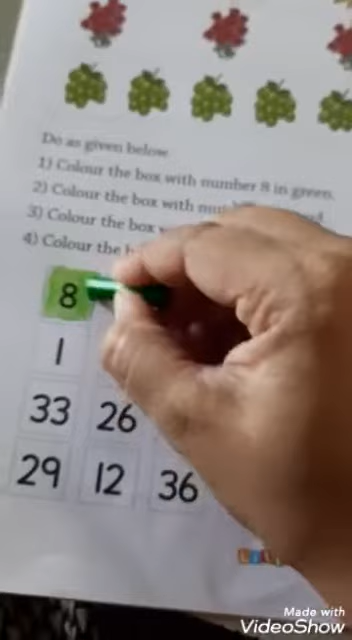 Do as given below
1) Colour the box with number 8 in green.
2) Colour the box with
3) Colour the box
4) Colour the
8
1
33 26
29 12 36
Made with
VideoShow